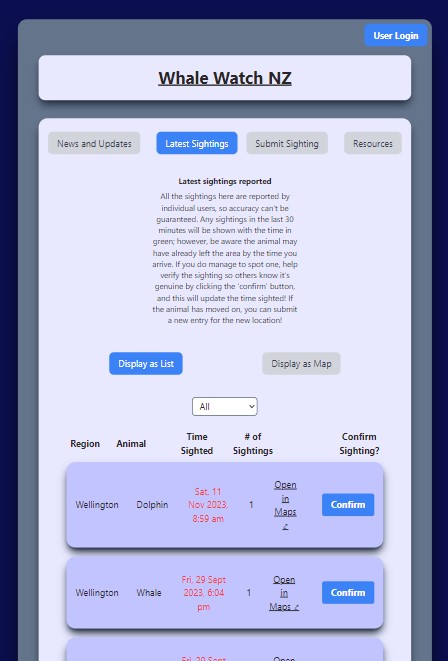 User Login
Whale Watch NZ
News and Updates
Latest Sightings
Submit Sighting
Resources
Latest sightings reported
All the sightings here are reported by
individual users, so accuracy can't be
guaranteed. Any sightings in the last 30
minutes will be shown with the time in
green; however, be aware the animal may
have already left the area by the time you
arrive. If you do manage to spot one, help
verify the sighting so others know it's
genuine by clicking the 'confirm' button,
and this will update the time sighted! If
the animal has moved on, you can submit
a new entry for the new location!
Display as List
Display as Map
All
Region
Animal
Time
Sighted
# of
Sightings
Confirm
Sighting?
Wellington
Dolphin
Sat, 11
Nov 2023,
8:59 am
1
Open
in
Maps
Confirm
Wellington
Whale
Fri, 29 Sept
2023, 6:04
pm
1
Open
in
Maps
Confirm
Fri, 29 Sept
Open